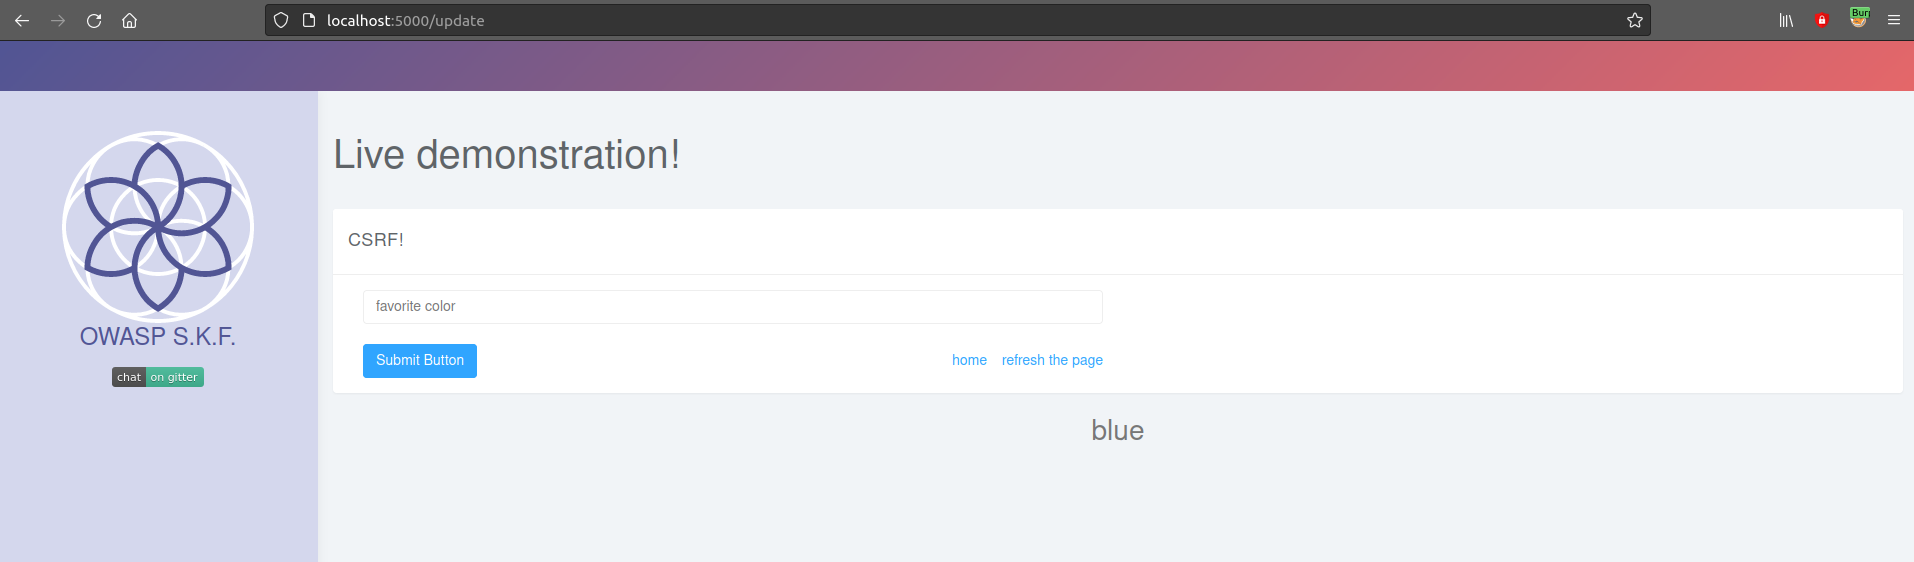 localhost:5000/update
Bur
Live demonstration!
CSRF!
favorite color
OWASP S.K.F.
Submit Button
home refresh the page
chat on gitter
blue